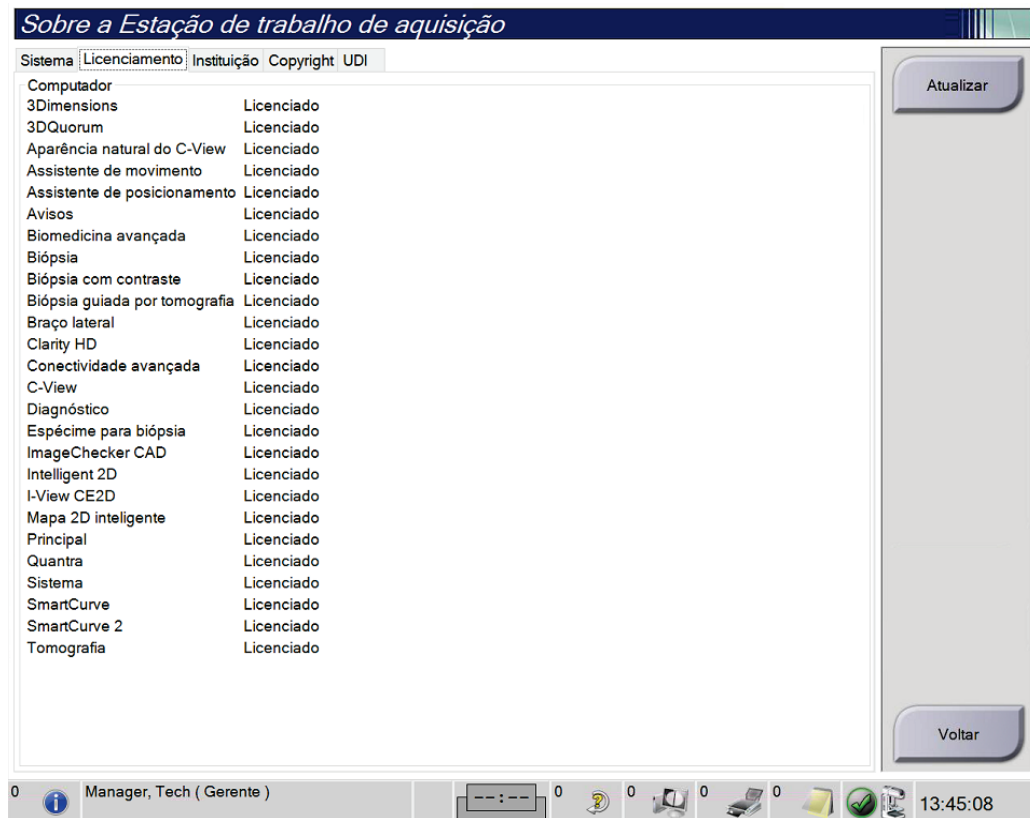 Sobre a Estação de trabalho de aquisição
Sistema Licenciamento Instituição Copyright UDI
Computador
3Dimensions Licenciado
3DQuorum Licenciado
Aparência natural do C-View Licenciado
Assistente de movimento Licenciado
Assistente de posicionamento Licenciado
Avisos Licenciado
Biomedicina avançada Licenciado
Biópsia Licenciado
Biópsia com contraste Licenciado
Biópsia guiada por tomografia Licenciado
Braço lateral Licenciado
Clarity HD Licenciado
Conectividade avançada Licenciado
C-View Licenciado
Diagnóstico Licenciado
Espécime para biópsia Licenciado
ImageChecker CAD Licenciado
Intelligent 2D Licenciado
I-View CE2D Licenciado
Mapa 2D inteligente Licenciado
Principal Licenciado
Quantra Licenciado
Sistema Licenciado
SmartCurve Licenciado
SmartCurve 2 Licenciado
Tomografia Licenciado
Atualizar
Voltar
0 Manager, Tech ( Gerente ) --:-- 0 0 0 0 13:45:08